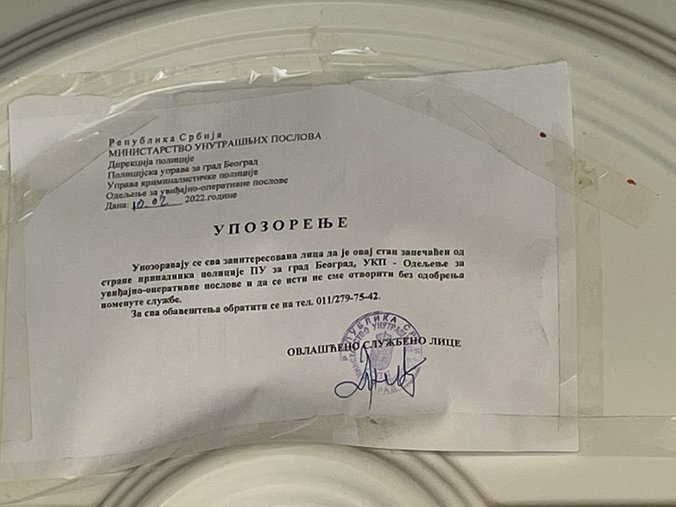 Република Србија
МИНИСТАРСТВО УНУТРАШЊИХ ПОСЛОВА
Дирекција полиције
Полицијска управа за град Београд
Управа криминалистичке полиције
Одељење за увиђајно-оперативне послове
Дана: 10.02 2022.године
УПОЗОРЕЊЕ
Упозоравају се сва заинтересована лица да је овај стан запечаћен од
стране припадника полиције ПУ за град Београд, УКП - Одељење за
увиђајно-оперативне послове и да се исти не сме отворити без одобрења
поменуте службе.
За сва обавештења обратити се на тел. 011/279-75-42.
РЕПУБЛИКА СРБИЈА
ОВЛАШЋЕНО СЛУЖБЕНО ЛИЦЕ